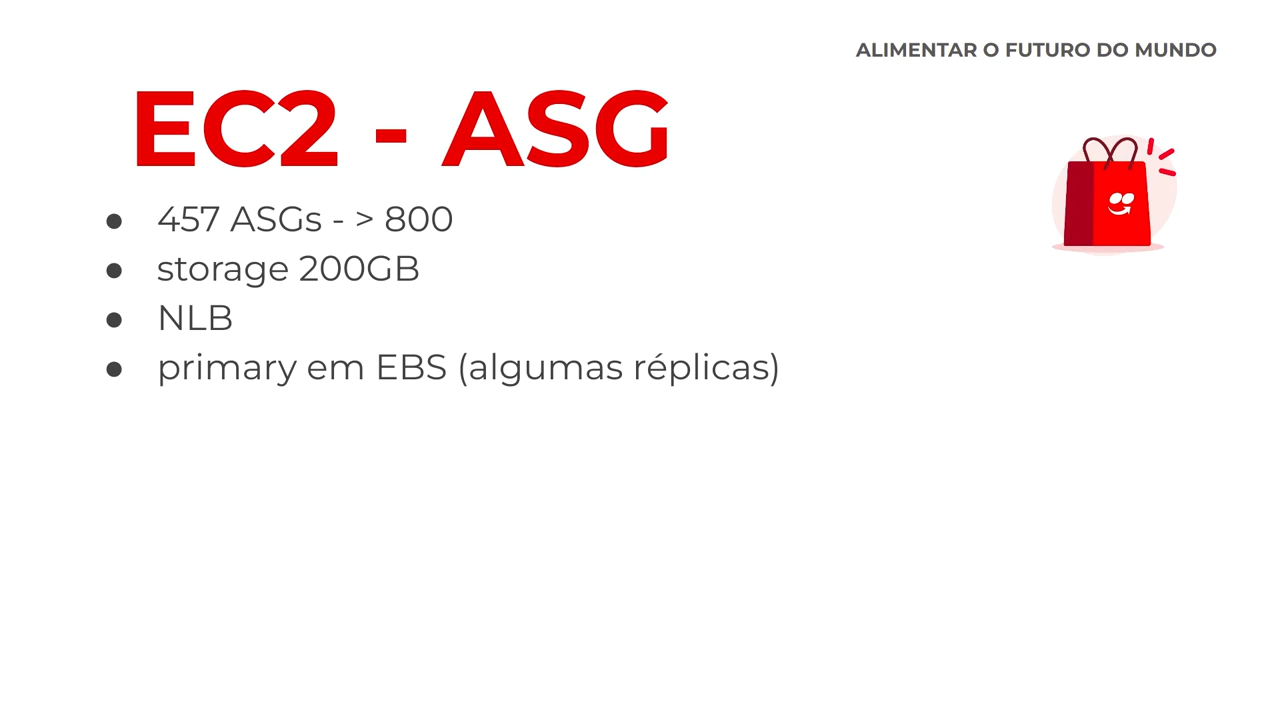 ALIMENTAR O FUTURO DO MUNDO
EC2 - ASG
● 457 ASGs - > 800
● storage 200GB
● NLB
● primary em EBS (algumas réplicas)